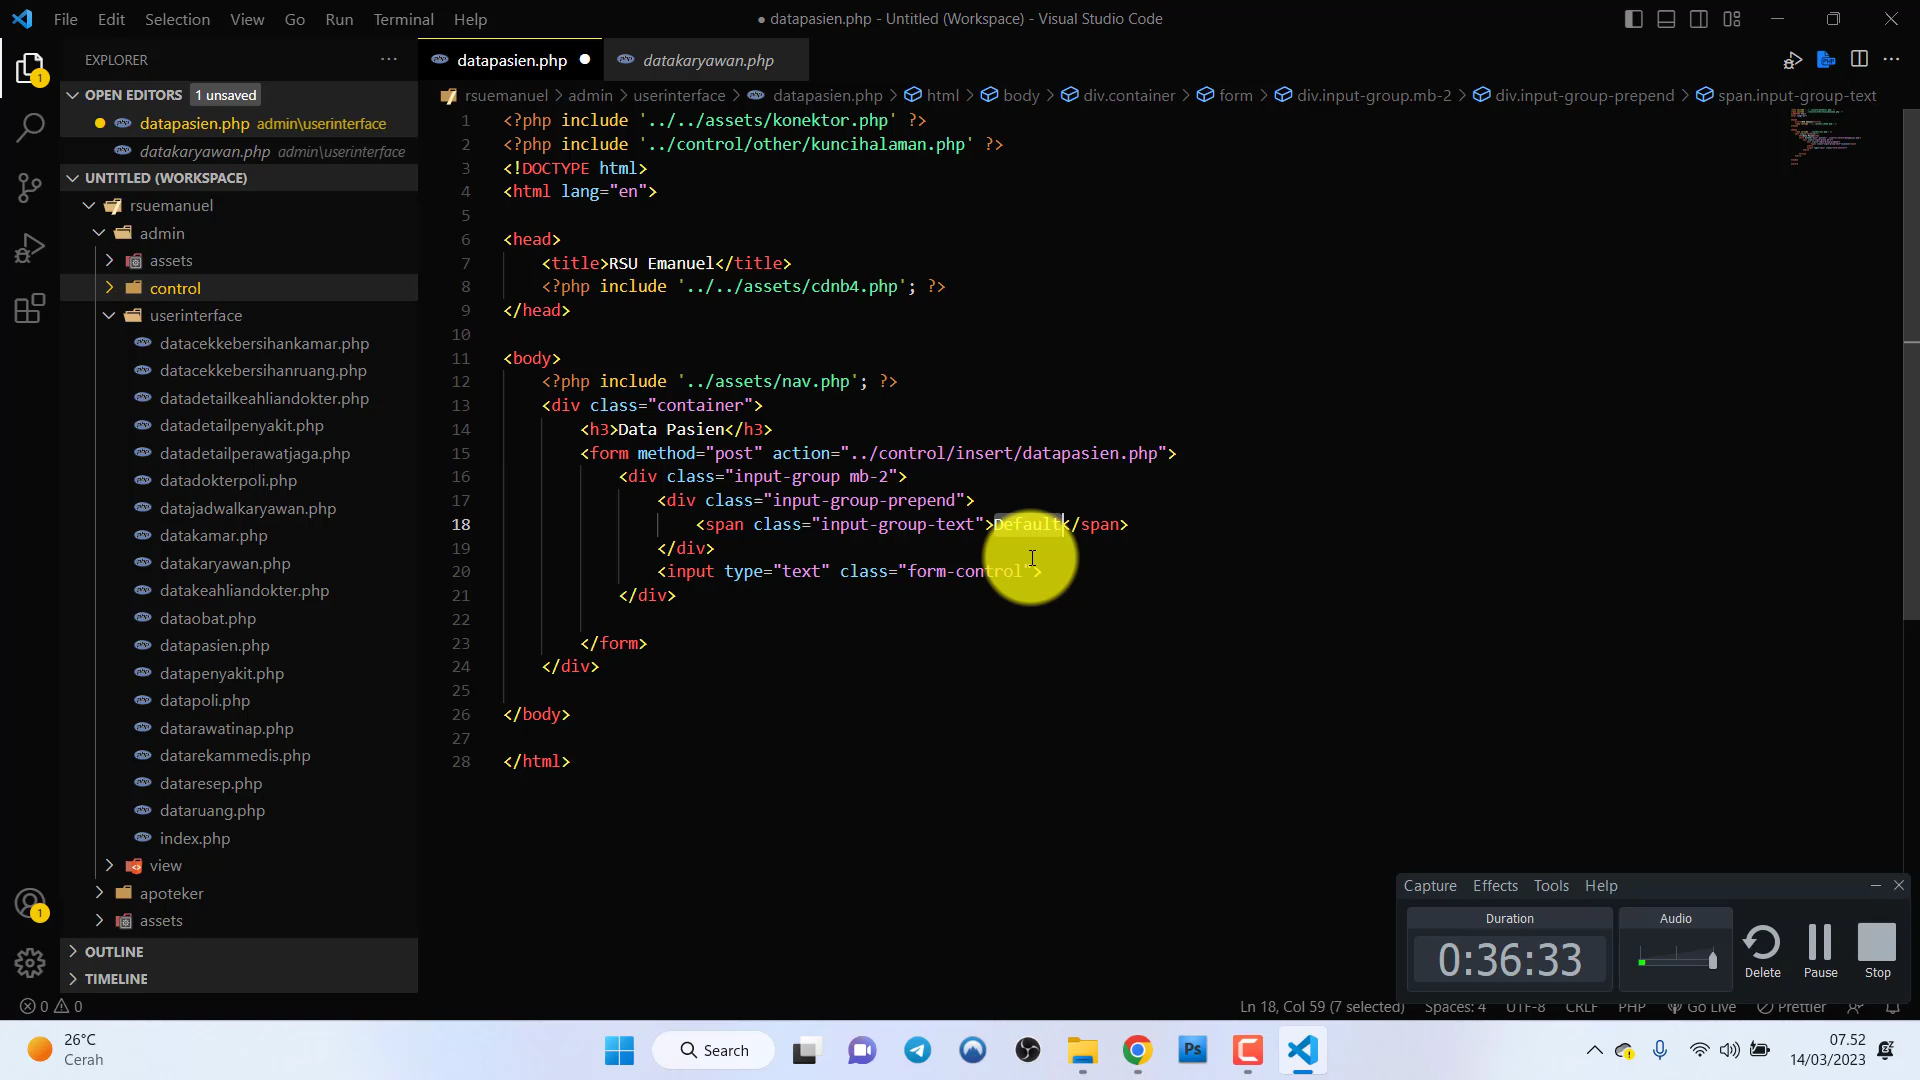 File Edit Selection View Go Run Terminal Help
● datapasien.php - Untitled (Workspace) - Visual Studio Code
EXPLORER
datapasien.php
datakaryawan.php
OPEN EDITORS 1 unsaved
datapasien.php admin\userinterface
datakaryawan.php admin\userinterface
UNTITLED (WORKSPACE)
rsuemanuel
admin
assets
control
userinterface
datacekkebersihankamar.php
datacekkebersihanruang.php
datadetailkeahliandokter.php
datadetailpenyakit.php
datadetailperawatjaga.php
datadokterpoli.php
datajadwalkaryawan.php
datakamar.php
datakaryawan.php
datakeahliandokter.php
dataobat.php
datapasien.php
datapenyakit.php
datapoli.php
datarawatinap.php
datarekammedis.php
dataresep.php
dataruang.php
index.php
view
apoteker
assets
OUTLINE
TIMELINE
1
1
rsuemanuel > admin > userinterface > datapasien.php > html > body > div.container > form > div.input-group.mb-2 > div.input-group-prepend > span.input-group-text
1 <?php include '../../assets/konektor.php' ?>
2 <?php include '../control/other/kuncihalaman.php' ?>
3 <!DOCTYPE html>
4 <html lang="en">
5
6 <head>
7 <title>RSU Emanuel</title>
8 <?php include '../../assets/cdnb4.php'; ?>
9 </head>
10
11 <body>
12 <?php include '../assets/nav.php'; ?>
13 <div class="container">
14 <h3>Data Pasien</h3>
15 <form method="post" action="../control/insert/datapasien.php">
16 <div class="input-group mb-2">
17 <div class="input-group-prepend">
18 <span class="input-group-text">Default</span>
19 </div>
20 <input type="text" class="form-control">
21 </div>
22
23 </form>
24 </div>
25
26 </body>
27
28 </html>
Capture Effects Tools Help
Duration
0:36:33
Audio
Delete
Pause
Stop
0 0
Ln 18, Col 59 (7 selected) Spaces: 4 UTF-8 CRLF PHP Go Live Prettier
26°C
Cerah
Search
Ps
07.52
14/03/2023